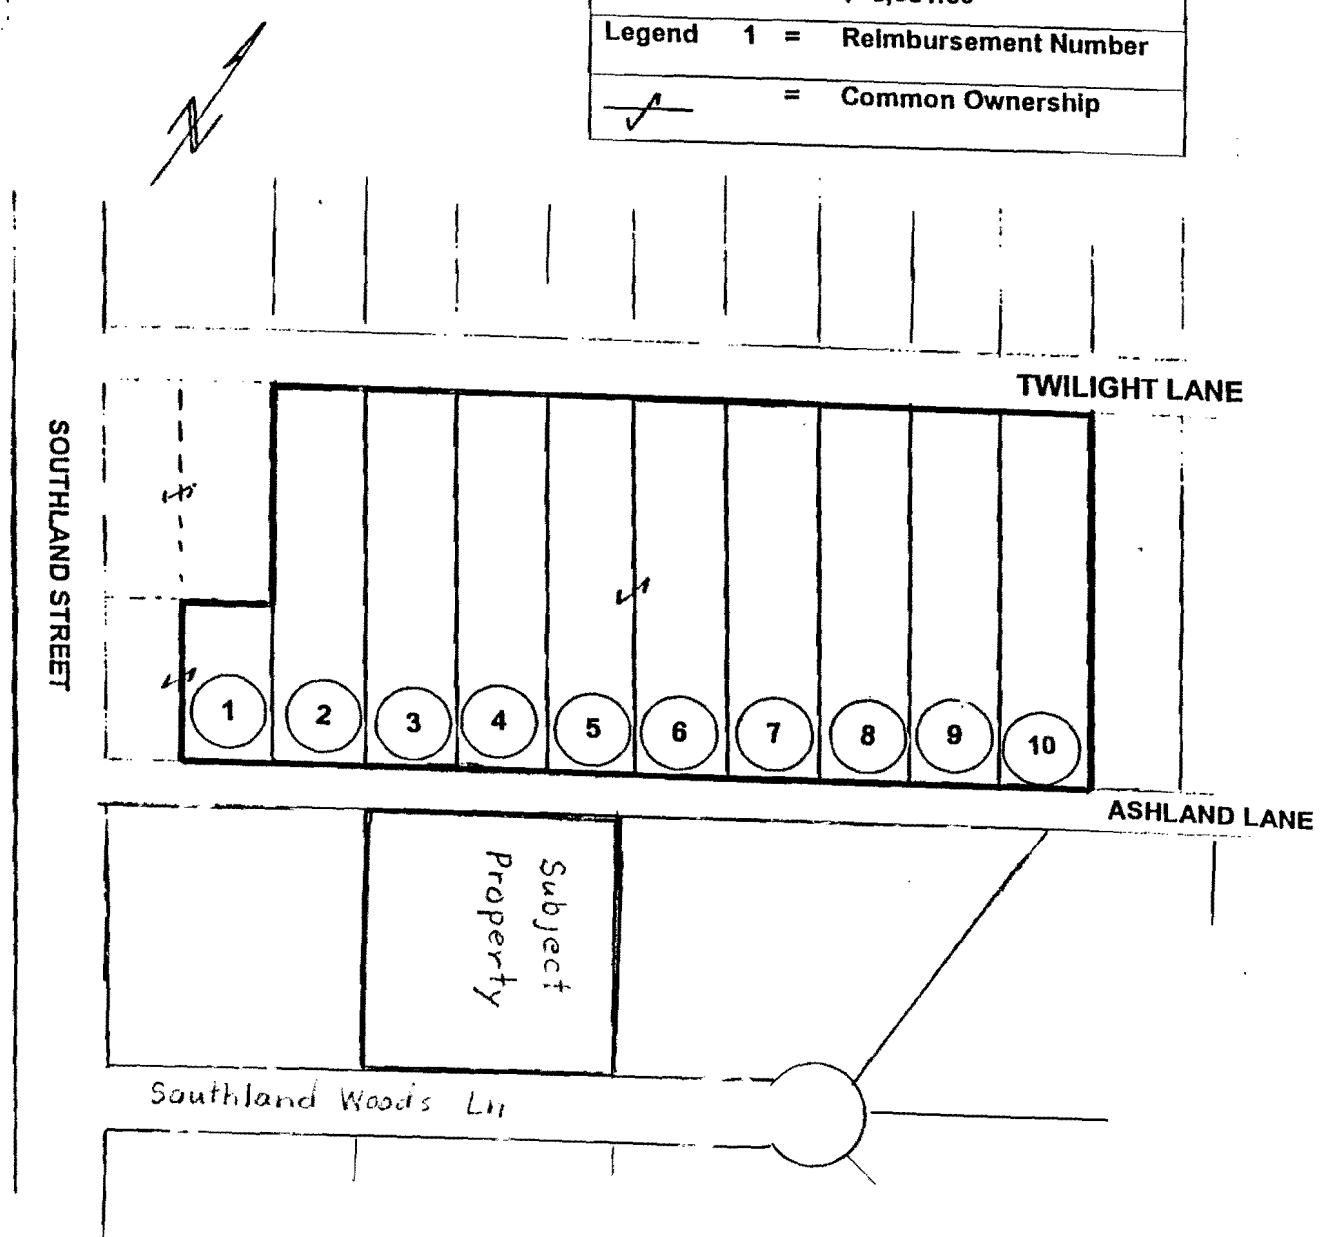 Legend 1 = Reimbursement Number
= Common Ownership
N
TWILIGHT LANE
SOUTHLAND STREET
1 2 3 4 5 6 7 8 9 10
ASHLAND LANE
Subject
Property
Southland Woods Ln